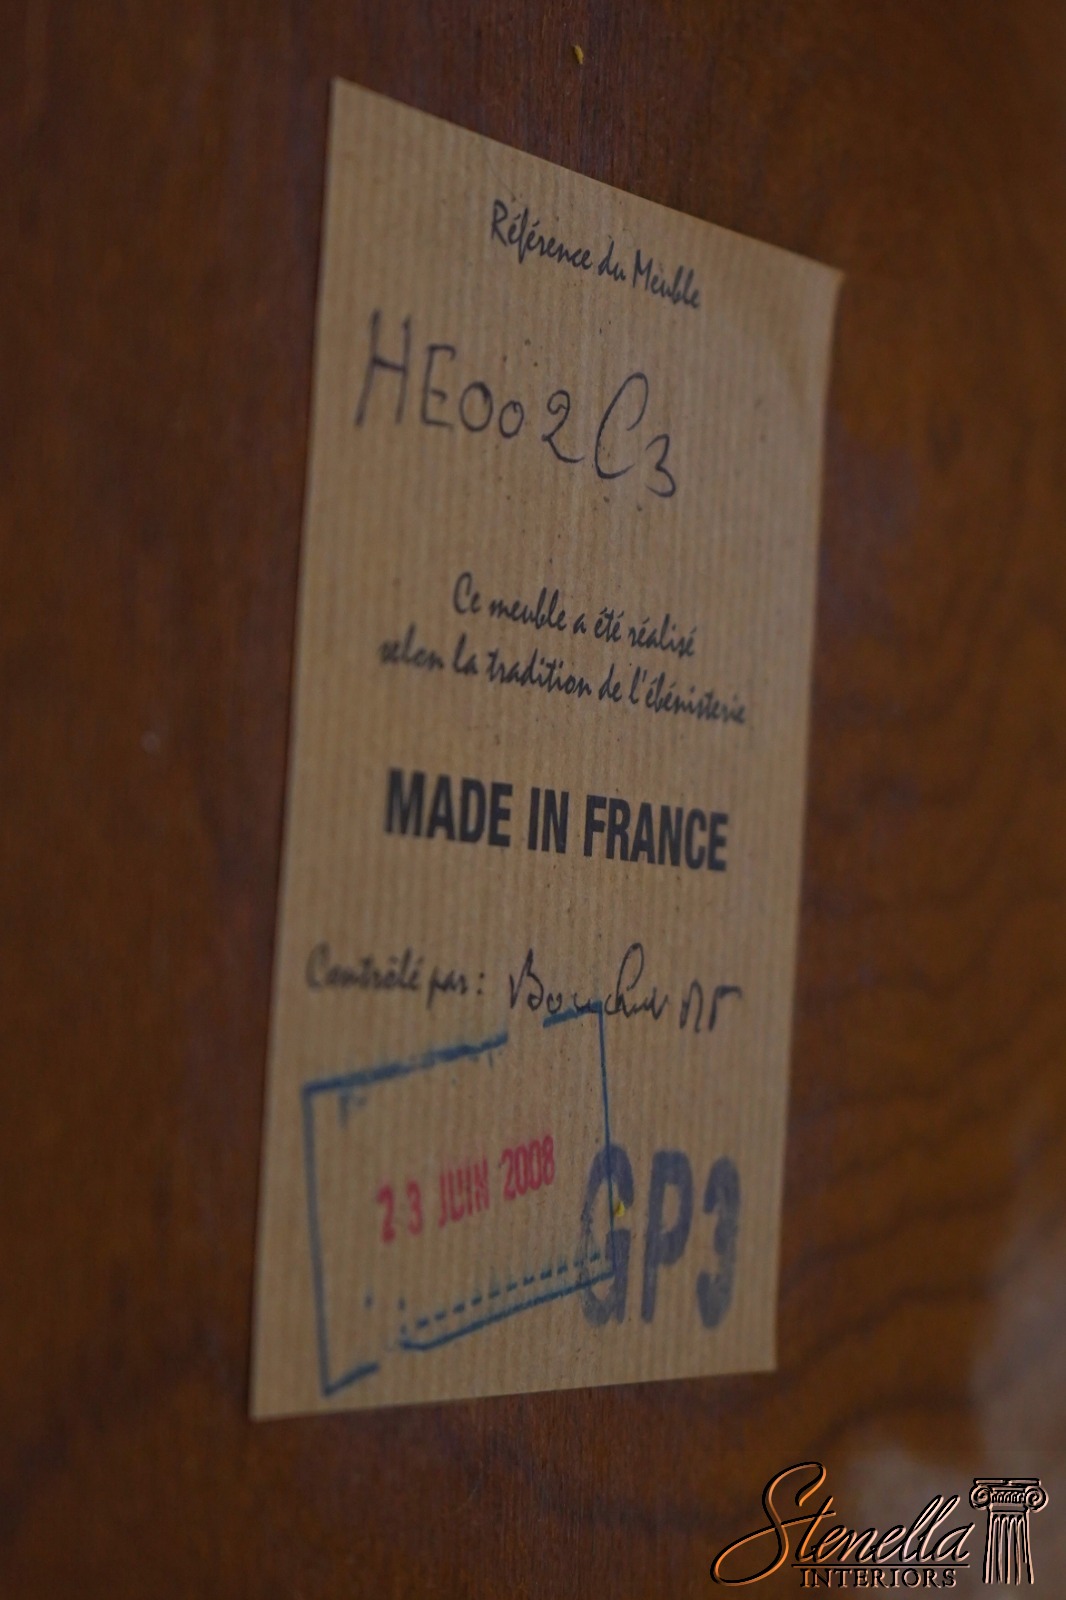 Référence du Meuble
HE002C3
Ce meuble a été réalisé
selon la tradition de l'ébénisterie
MADE IN FRANCE
Contrôlé par :
23 JUIN 2008
GP3
Stenella
INTERIORS